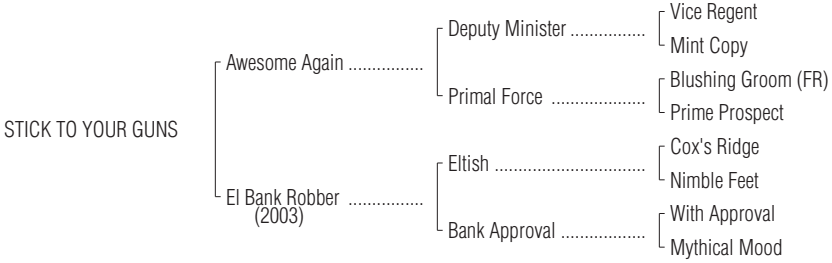 Vice Regent
Deputy Minister ................
Mint Copy
Awesome Again ................
Blushing Groom (FR)
Primal Force ....................
Prime Prospect
STICK TO YOUR GUNS
Cox's Ridge
Eltish ................................
Nimble Feet
El Bank Robber ................
(2003)
With Approval
Bank Approval ..................
Mythical Mood